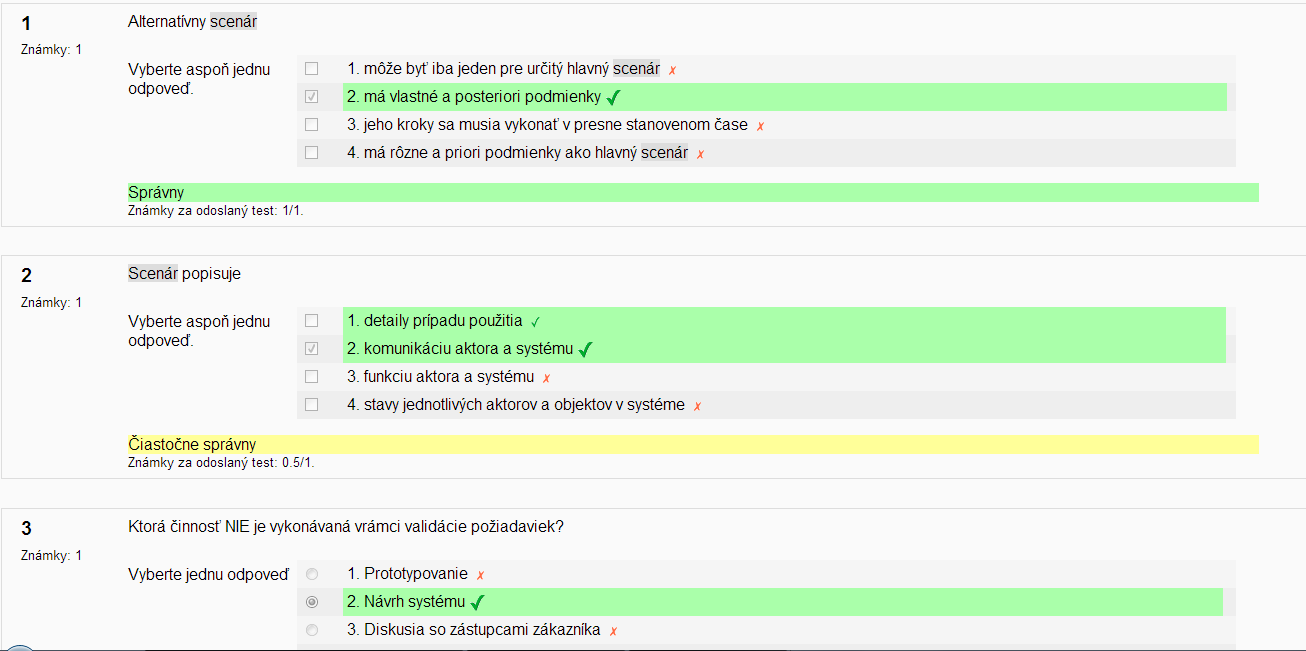 1
Alternatívny scenár
Známky: 1
Vyberte aspoň jednu
odpoveď.
1. môže byť iba jeden pre určitý hlavný scenár ✗
2. má vlastné a posteriori podmienky ✓
3. jeho kroky sa musia vykonať v presne stanovenom čase ✗
4. má rôzne a priori podmienky ako hlavný scenár ✗
Správny
Známky za odoslaný test: 1/1.
2
Scenár popisuje
Známky: 1
Vyberte aspoň jednu
odpoveď.
1. detaily prípadu použitia ✓
2. komunikáciu aktora a systému ✓
3. funkciu aktora a systému ✗
4. stavy jednotlivých aktorov a objektov v systéme ✗
Čiastočne správny
Známky za odoslaný test: 0.5/1.
3
Ktorá činnosť NIE je vykonávaná vrámci validácie požiadaviek?
Známky: 1
Vyberte jednu odpoveď
1. Prototypovanie ✗
2. Návrh systému ✓
3. Diskusia so zástupcami zákazníka ✗